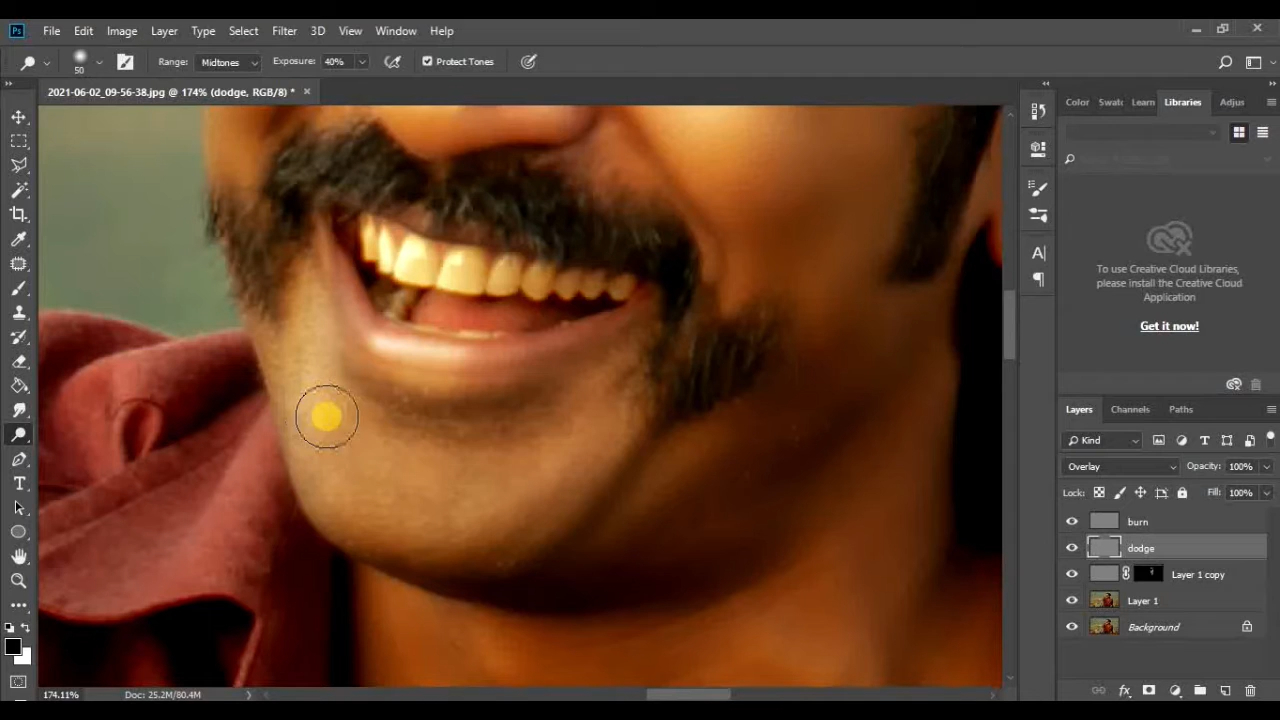 Ps File Edit Image Layer Type Select Filter 3D View Window Help
50 Range: Midtones Exposure: 40% Protect Tones
2021-06-02_09-56-38.jpg @ 174% (dodge, RGB/8) * ×
Color Swatc Learn Libraries Adjus
To use Creative Cloud Libraries,
please install the Creative Cloud
Application
Get it now!
Layers Channels Paths
Kind
Overlay Opacity: 100%
Lock: Fill: 100%
burn
dodge
Layer 1 copy
Layer 1
Background
174.11% Doc: 25.2M/80.4M